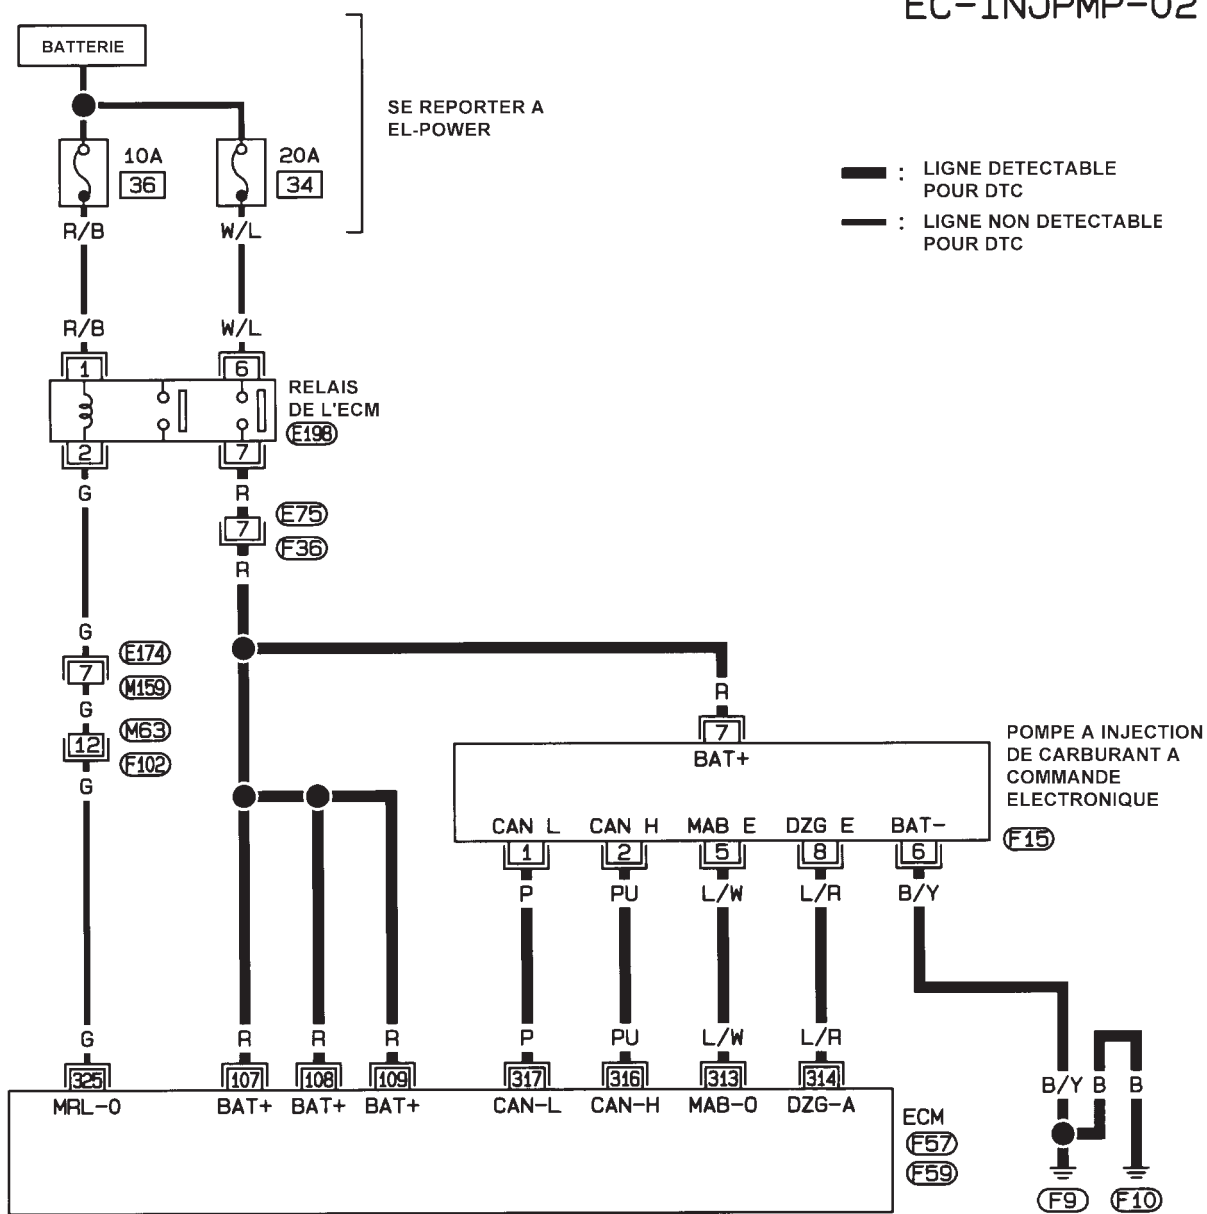 EC-INJPMP-02
BATTERIE
SE REPORTER A
EL-POWER
10A
36
20A
34
: LIGNE DETECTABLE
POUR DTC
: LIGNE NON DETECTABLE
POUR DTC
R/B W/L
R/B W/L
1 6
RELAIS
DE L'ECM
E198
2 7
G R
7
E75
F36
R
G
7
E174
M159
G
12
M63
F102
G
R
7
BAT+
POMPE A INJECTION
DE CARBURANT A
COMMANDE
ELECTRONIQUE
F15
CAN L CAN H MAB E DZG E BAT-
1 2 5 8 6
P PU L/W L/R B/Y
G R R R P PU L/W L/R
325 107 108 109 317 316 313 314
MRL-O BAT+ BAT+ BAT+ CAN-L CAN-H MAB-O DZG-A
ECM
F57
F59
B/Y B B
F9 F10